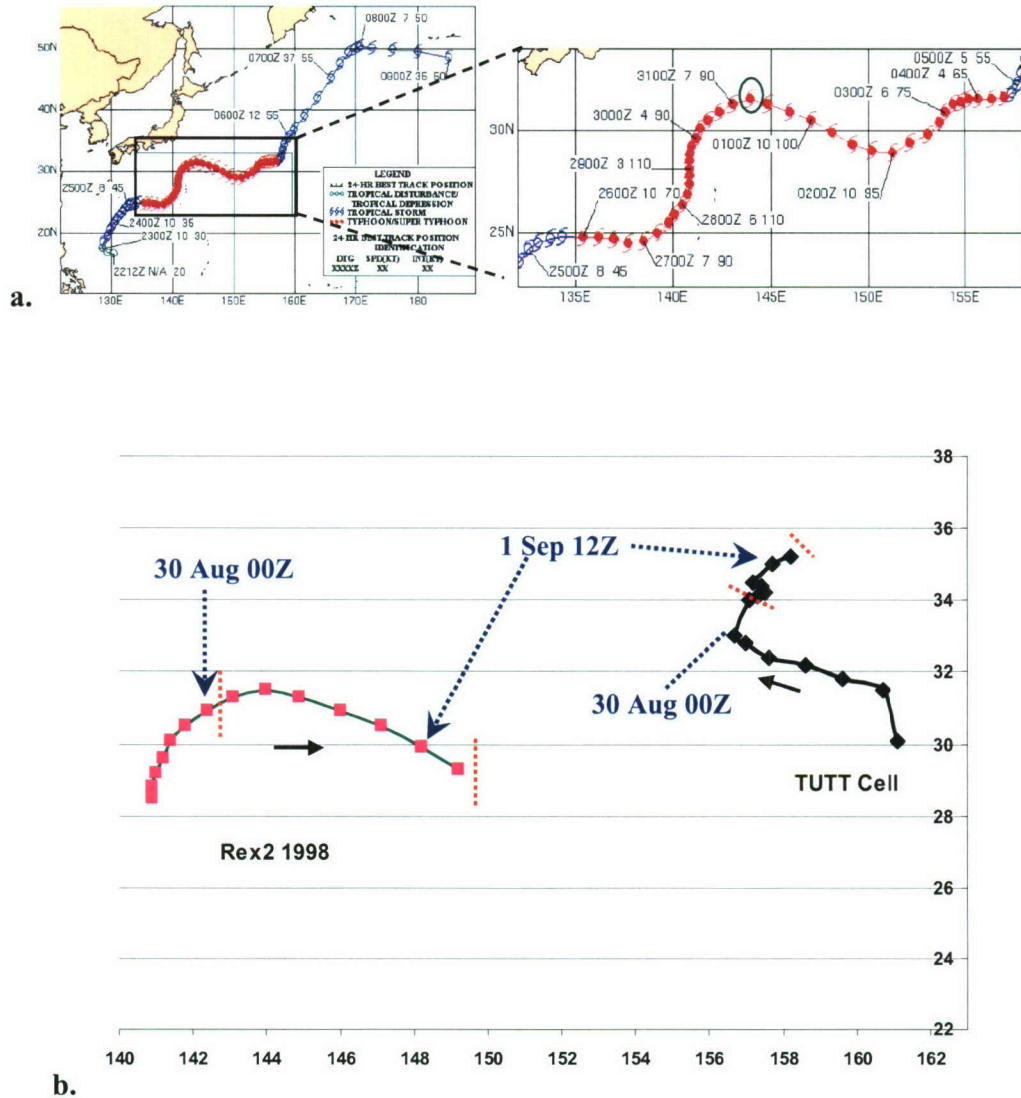 0800Z 7 50
50N
0700Z 37 55
0900Z 35 50
40N
0600Z 12 55
30N
2500Z 8 45
2400Z 10 35
20N
2300Z 10 30
2212Z N/A 20
LEGEND
24-HR BEST TRACK POSITION
TROPICAL DISTURBANCE/
TROPICAL DEPRESSION
TROPICAL STORM
TYPHOON/SUPER TYPHOON
24-HR BEST TRACK POSITION
IDENTIFICATION
DTG SPD(KT) INT(KT)
XXXXZ XX XX
130E 140E 150E 160E 170E 180
a.
0500Z 5 55
3100Z 7 90
0400Z 4 65
0300Z 6 75
3000Z 4 90
30N
0100Z 10 100
2900Z 3 110
2600Z 10 70
0200Z 10 85
2800Z 6 110
25N
2700Z 7 90
2500Z 8 45
135E 140E 145E 150E 155E
38
36
34
32
30
28
26
24
22
1 Sep 12Z
30 Aug 00Z
30 Aug 00Z
TUTT Cell
Rex2 1998
140 142 144 146 148 150 152 154 156 158 160 162
b.